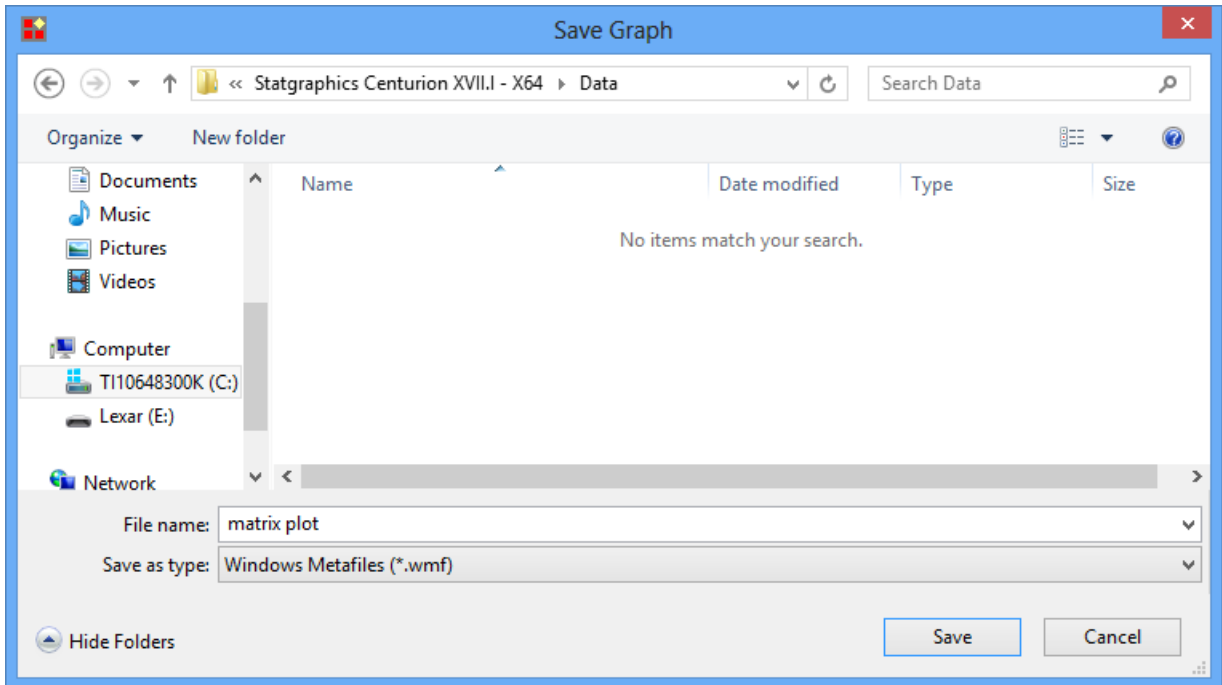 Save Graph
« Statgraphics Centurion XVII.I - X64 Data
Search Data
Organize New folder
Documents
Music
Pictures
Videos
Computer
TI10648300K (C:)
Lexar (E:)
Network
Name Date modified Type Size
No items match your search.
File name: matrix plot
Save as type: Windows Metafiles (*.wmf)
Hide Folders
Save Cancel